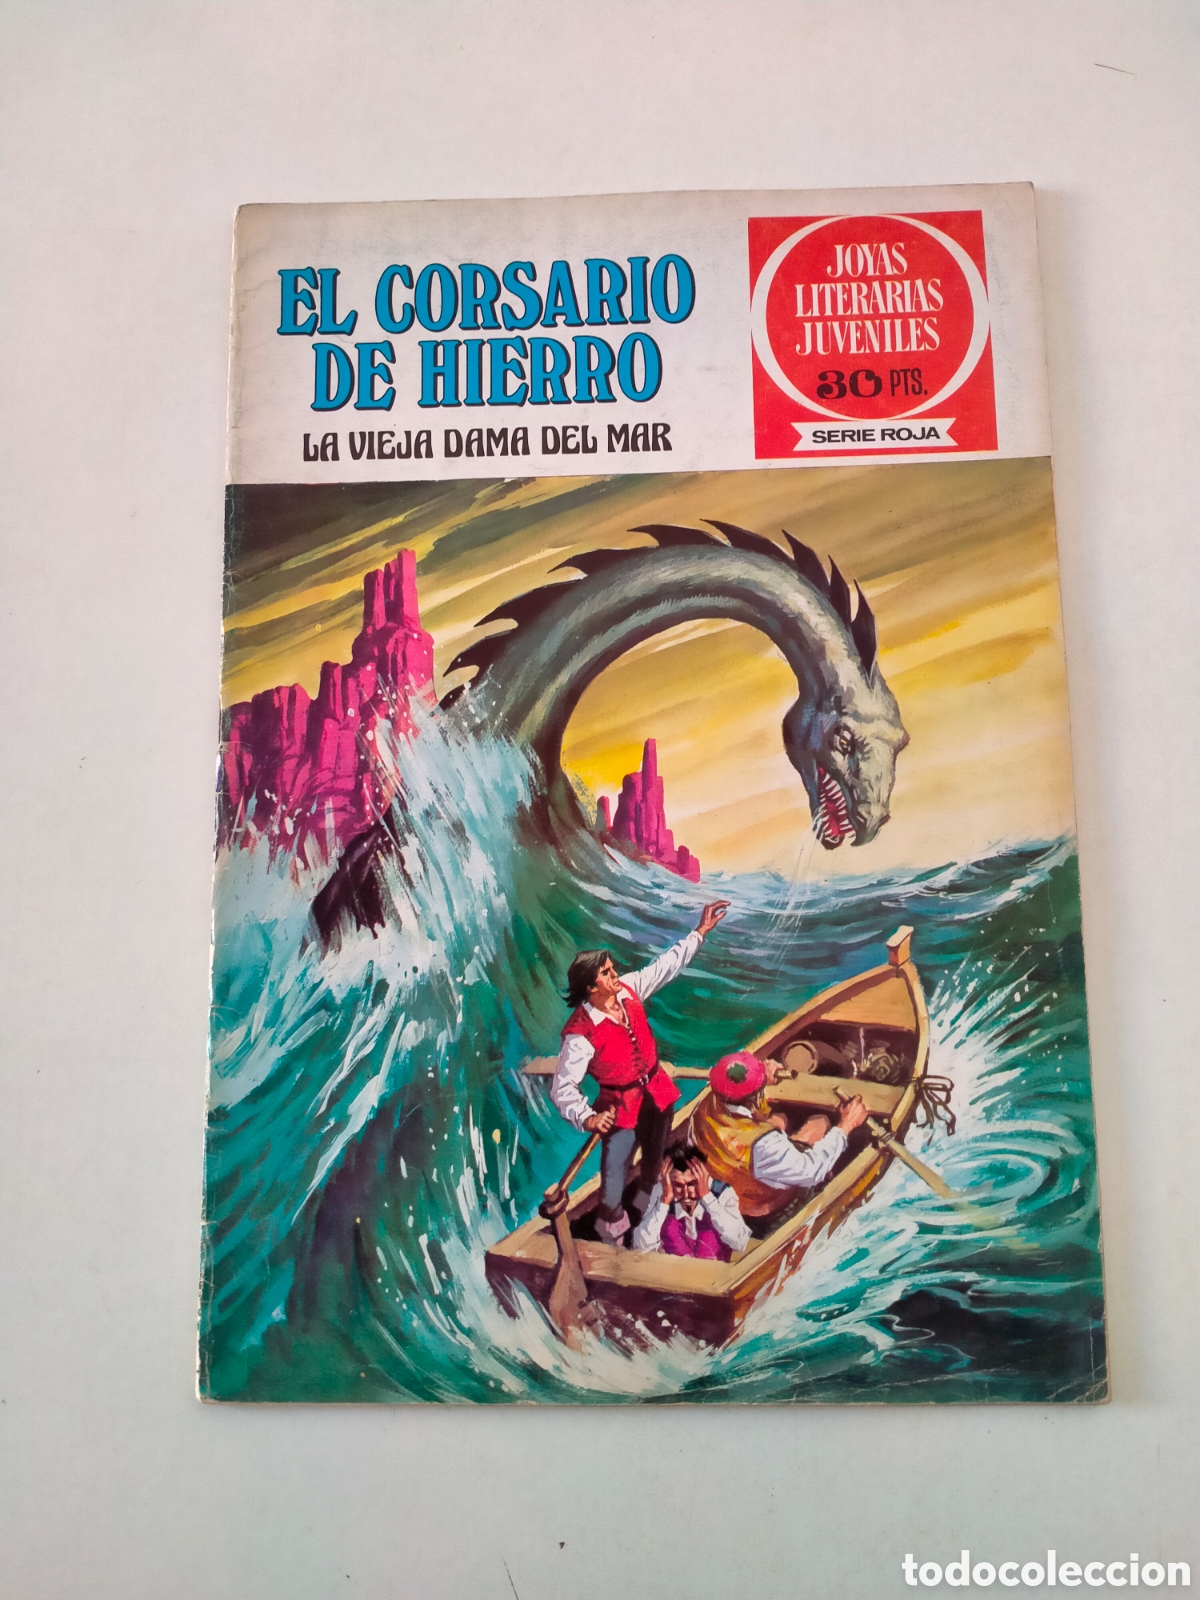 EL CORSARIO
DE HIERRO
LA VIEJA DAMA DEL MAR
JOYAS
LITERARIAS
JUVENILES
30 PTS.
SERIE ROJA
todocoleccion